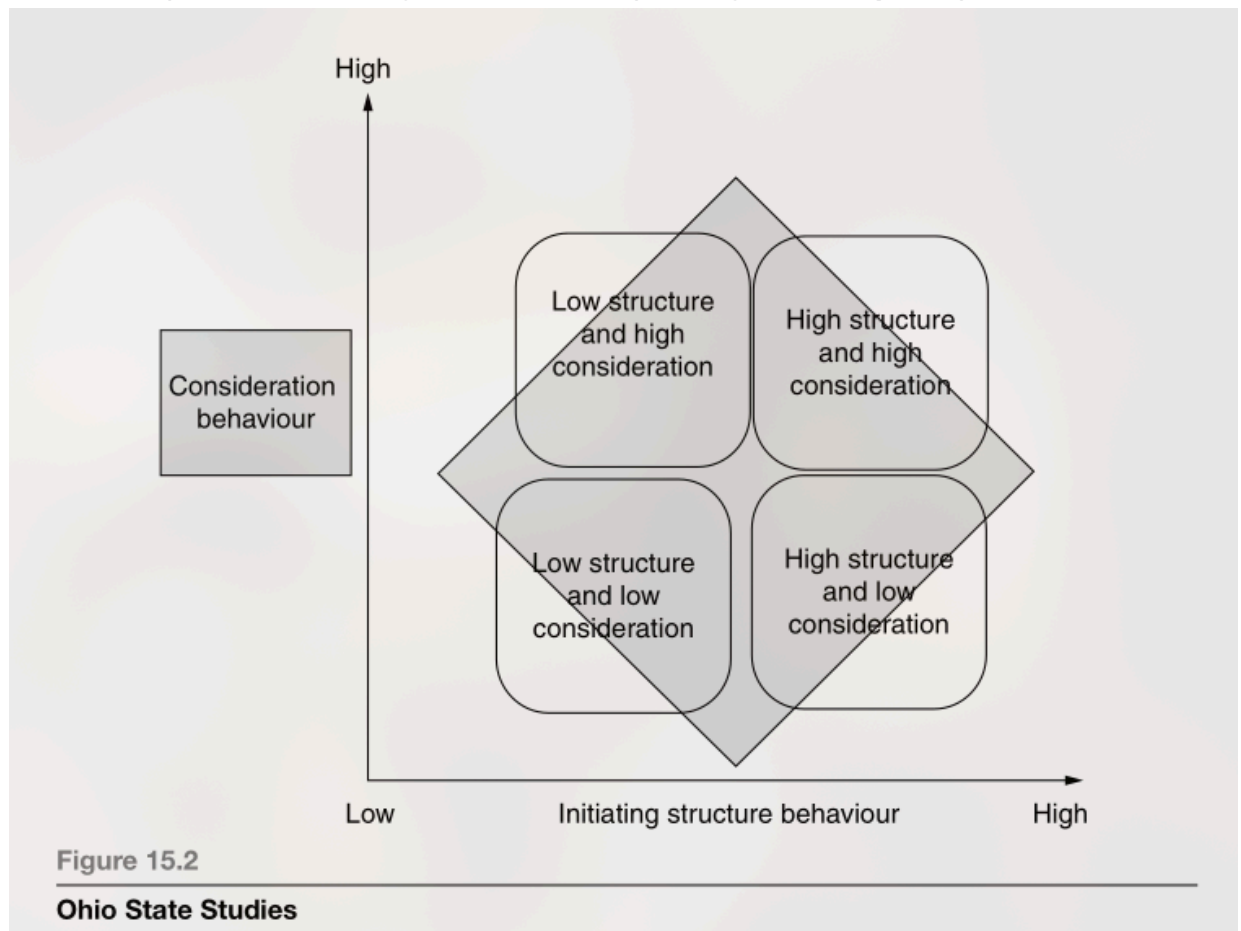 High
Low structure
and high
consideration
High structure
and high
consideration
Consideration
behaviour
Low structure
and low
consideration
High structure
and low
consideration
Low
Initiating structure behaviour
High
Figure 15.2
Ohio State Studies